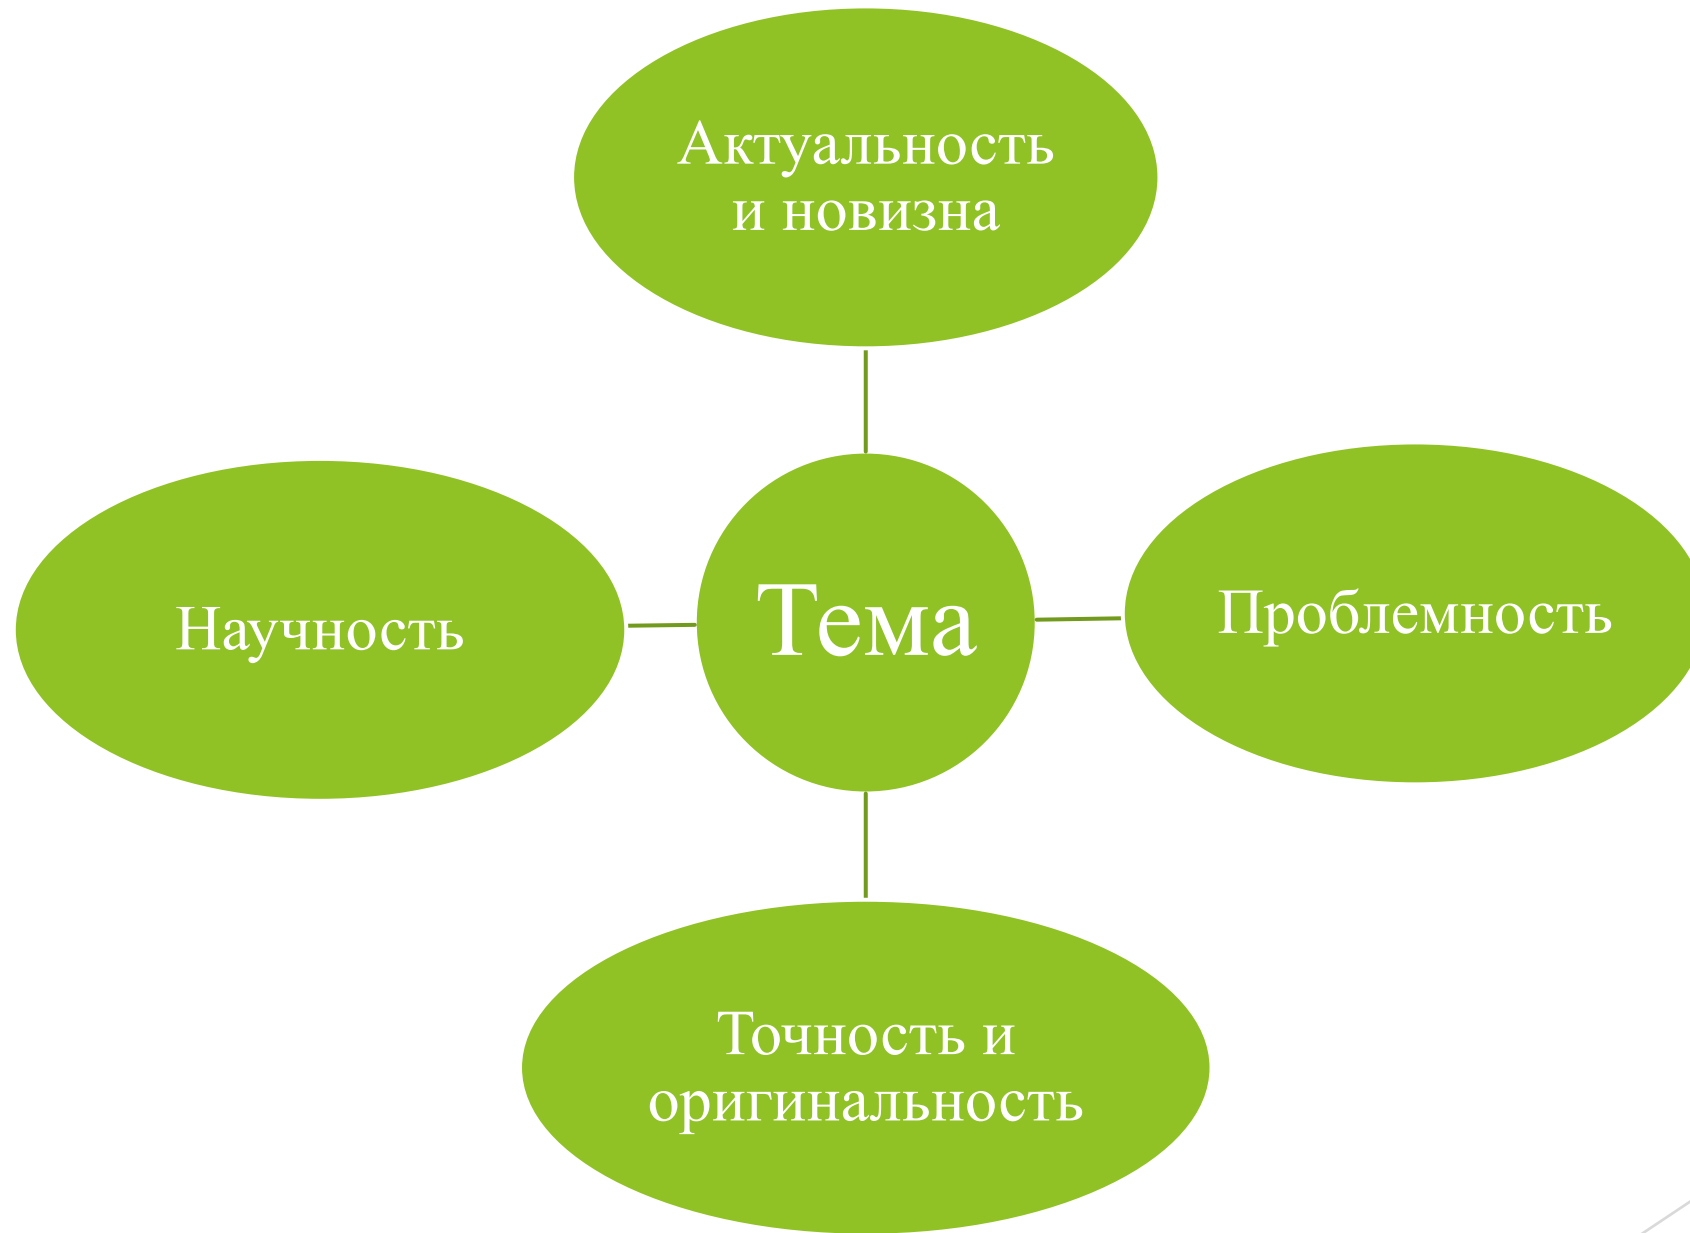 Актуальность
и новизна
Научность
Тема
Проблемность
Точность и
оригинальность